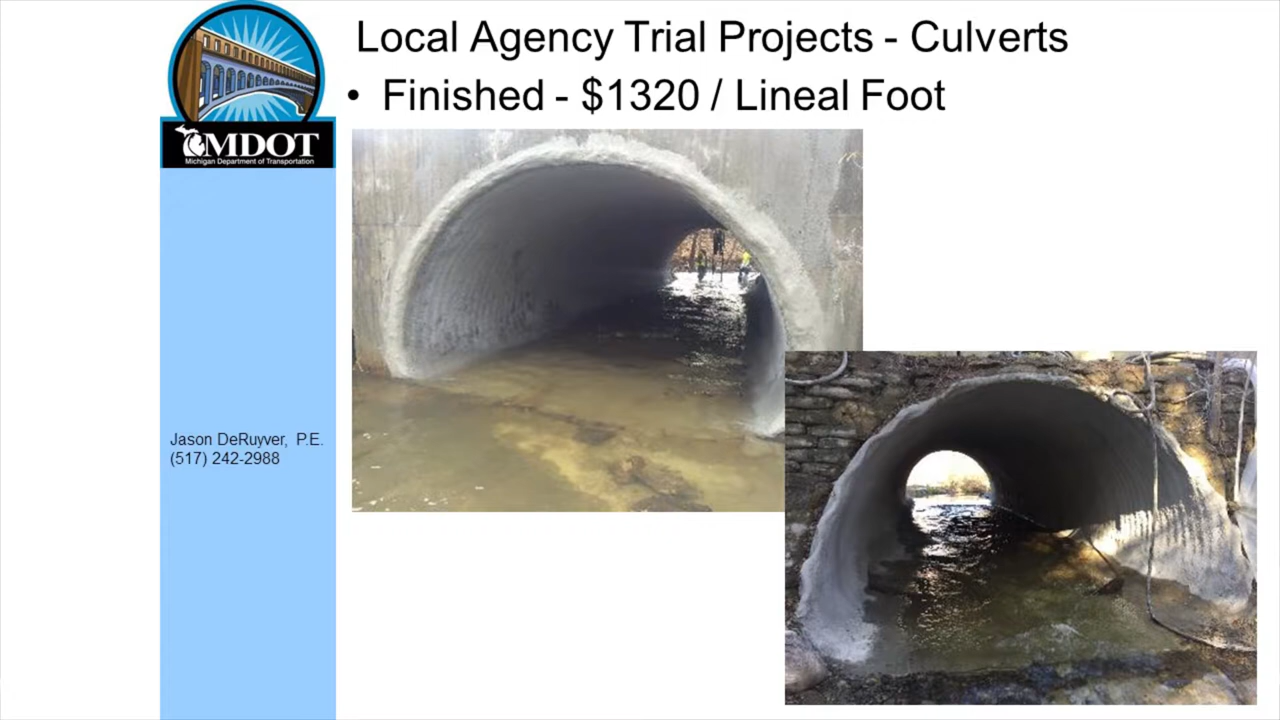 Local Agency Trial Projects - Culverts
• Finished - $1320 / Lineal Foot
MDOT
Michigan Department of Transportation
Jason DeRuyver, P.E.
(517) 242-2988